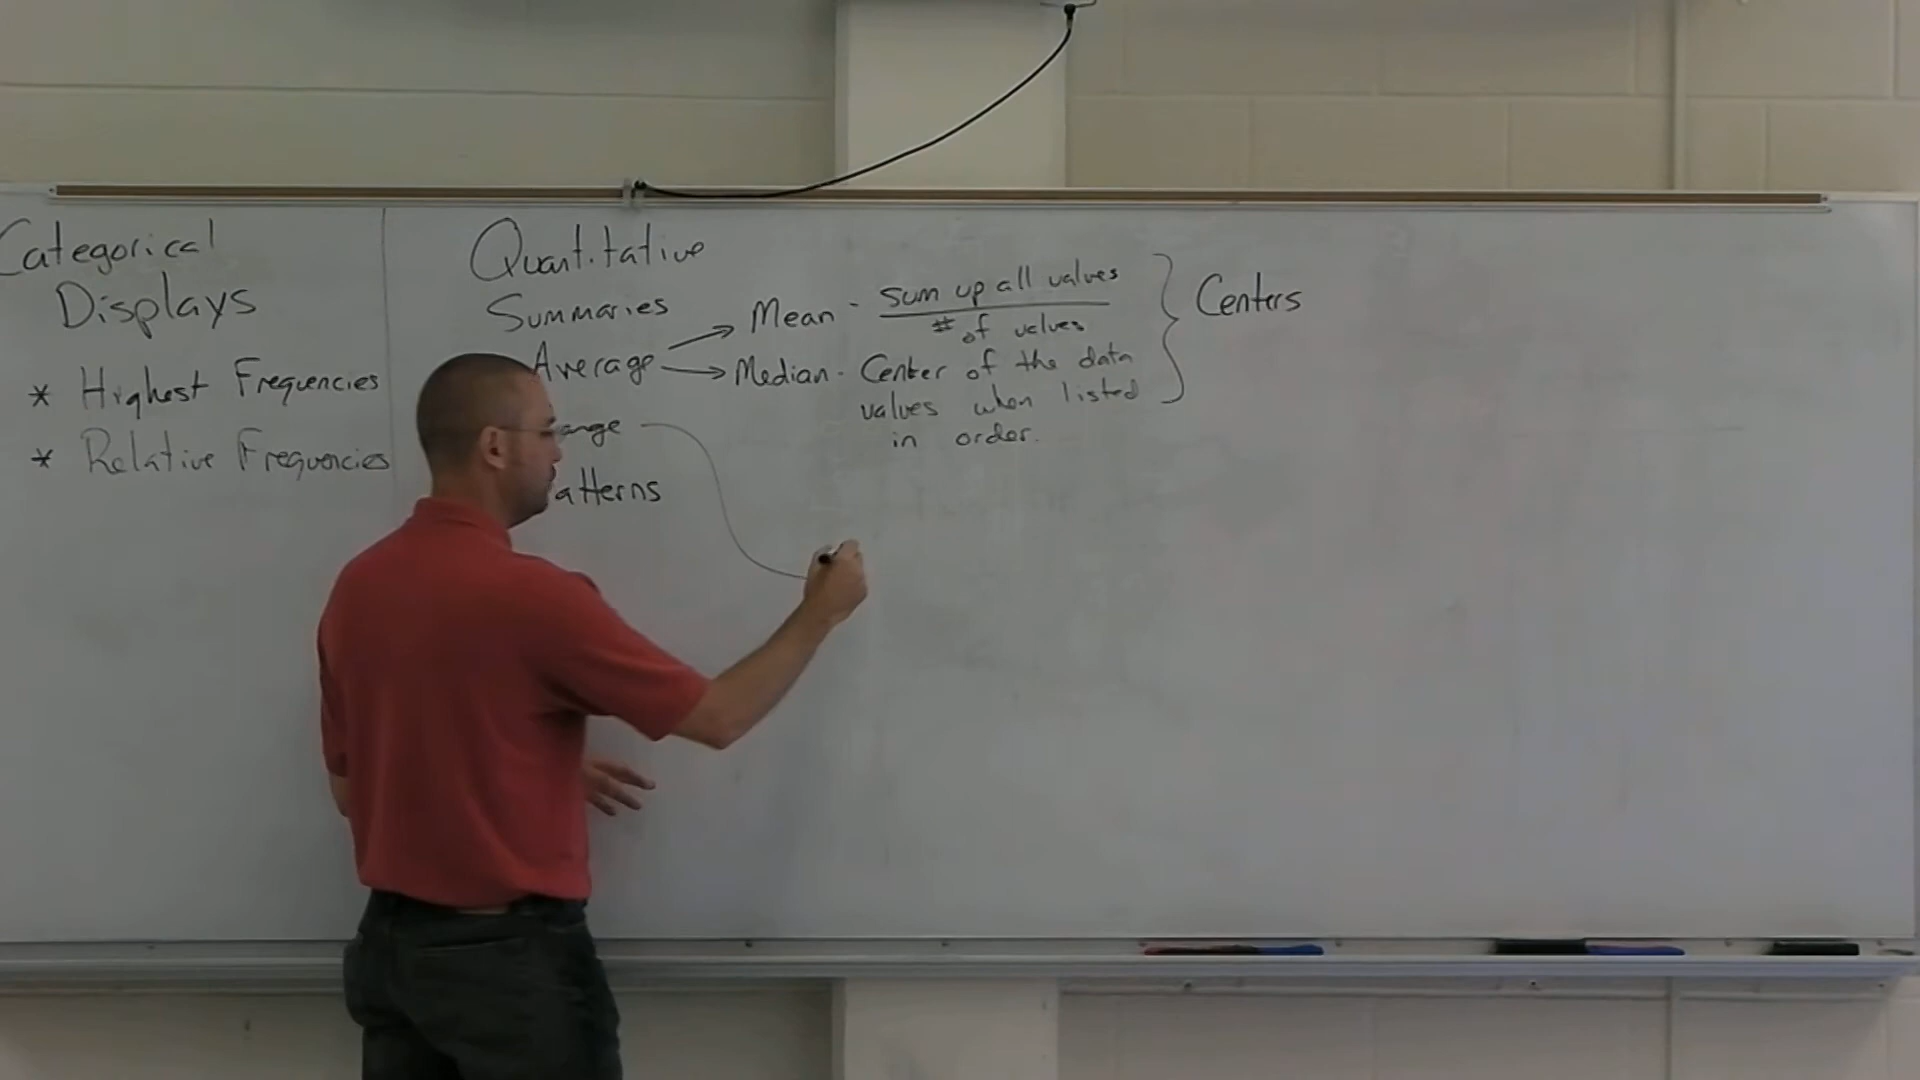 Categorical
Displays
* Highest Frequencies
* Relative Frequencies
Quantitative
Summaries
Average
ange
atterns
Mean - sum up all values
# of values
Median - Center of the data
values when listed
in order.
Centers